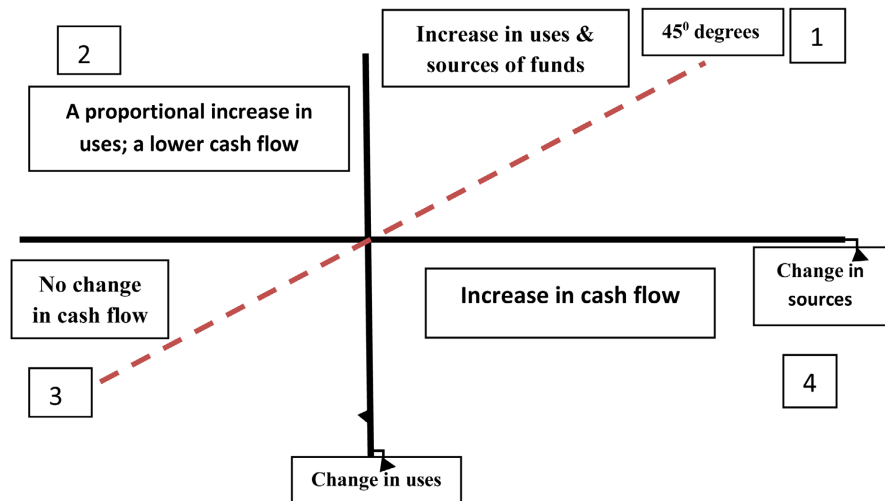 2
Increase in uses &
sources of funds
45⁰ degrees
1
A proportional increase in
uses; a lower cash flow
No change
in cash flow
Increase in cash flow
Change in
sources
3
4
Change in uses